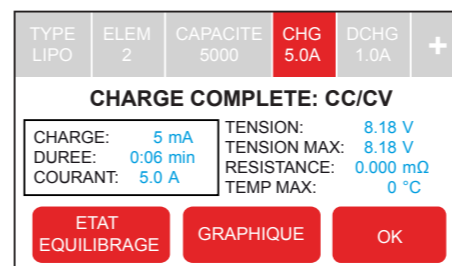 TYPE ELEM CAPACITE CHG DCHG +
LIPO 2 5000 5.0A 1.0A
CHARGE COMPLETE: CC/CV
CHARGE: 5 mA
DUREE: 0:06 min
COURANT: 5.0 A
TENSION: 8.18 V
TENSION MAX: 8.18 V
RESISTANCE: 0.000 mΩ
TEMP MAX: 0 °C
ETAT
EQUILIBRAGE
GRAPHIQUE
OK